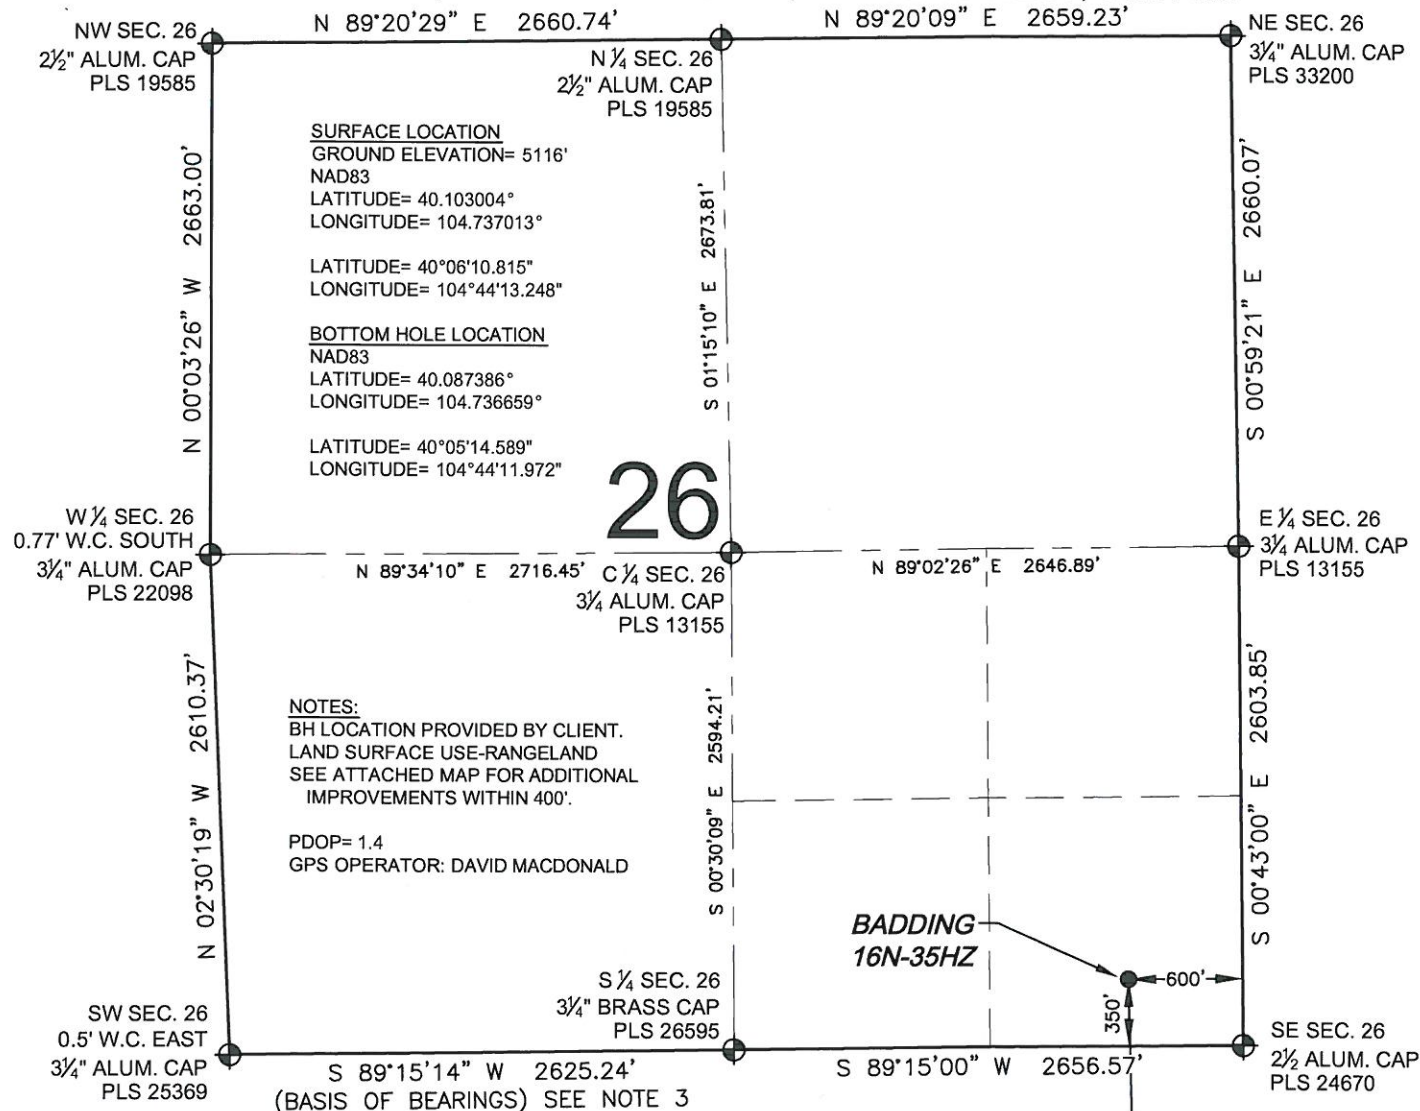 N 89°20'29" E 2660.74'
N 89°20'09" E 2659.23'
NW SEC. 26
2½" ALUM. CAP
PLS 19585
N ¼ SEC. 26
2½" ALUM. CAP
PLS 19585
NE SEC. 26
3¼" ALUM. CAP
PLS 33200
SURFACE LOCATION
GROUND ELEVATION= 5116'
NAD83
LATITUDE= 40.103004°
LONGITUDE= 104.737013°
LATITUDE= 40°06'10.815"
LONGITUDE= 104°44'13.248"
BOTTOM HOLE LOCATION
NAD83
LATITUDE= 40.087386°
LONGITUDE= 104.736659°
LATITUDE= 40°05'14.589"
LONGITUDE= 104°44'11.972"
N 00°03'26" W 2663.00'
S 01°15'10" E 2673.81'
S 00°59'21" E 2660.07'
26
W ¼ SEC. 26
0.77' W.C. SOUTH
3¼" ALUM. CAP
PLS 22098
N 89°34'10" E 2716.45'
C ¼ SEC. 26
3¼ ALUM. CAP
PLS 13155
N 89°02'26" E 2646.89'
E ¼ SEC. 26
3¼ ALUM. CAP
PLS 13155
N 02°30'19" W 2610.37'
NOTES:
BH LOCATION PROVIDED BY CLIENT.
LAND SURFACE USE-RANGELAND
SEE ATTACHED MAP FOR ADDITIONAL
IMPROVEMENTS WITHIN 400'.
PDOP= 1.4
GPS OPERATOR: DAVID MACDONALD
S 00°30'09" E 2594.21'
S 00°43'00" E 2603.85'
BADDING
16N-35HZ
600'
350'
SW SEC. 26
0.5' W.C. EAST
3¼" ALUM. CAP
PLS 25369
S ¼ SEC. 26
3¼" BRASS CAP
PLS 26595
SE SEC. 26
2½ ALUM. CAP
PLS 24670
S 89°15'14" W 2625.24'
(BASIS OF BEARINGS) SEE NOTE 3
S 89°15'00" W 2656.57'